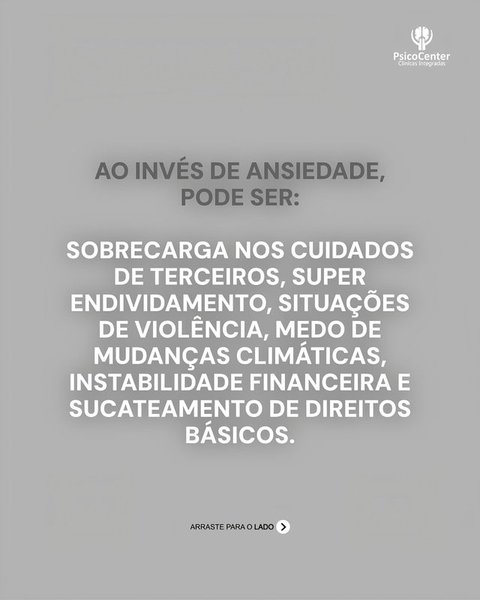 PsicoCenter
Clínicas Integradas
AO INVÉS DE ANSIEDADE,
PODE SER:
SOBRECARGA NOS CUIDADOS
DE TERCEIROS, SUPER
ENDIVIDAMENTO, SITUAÇÕES
DE VIOLÊNCIA, MEDO DE
MUDANÇAS CLIMÁTICAS,
INSTABILIDADE FINANCEIRA E
SUCATEAMENTO DE DIREITOS
BÁSICOS.
ARRASTE PARA O LADO